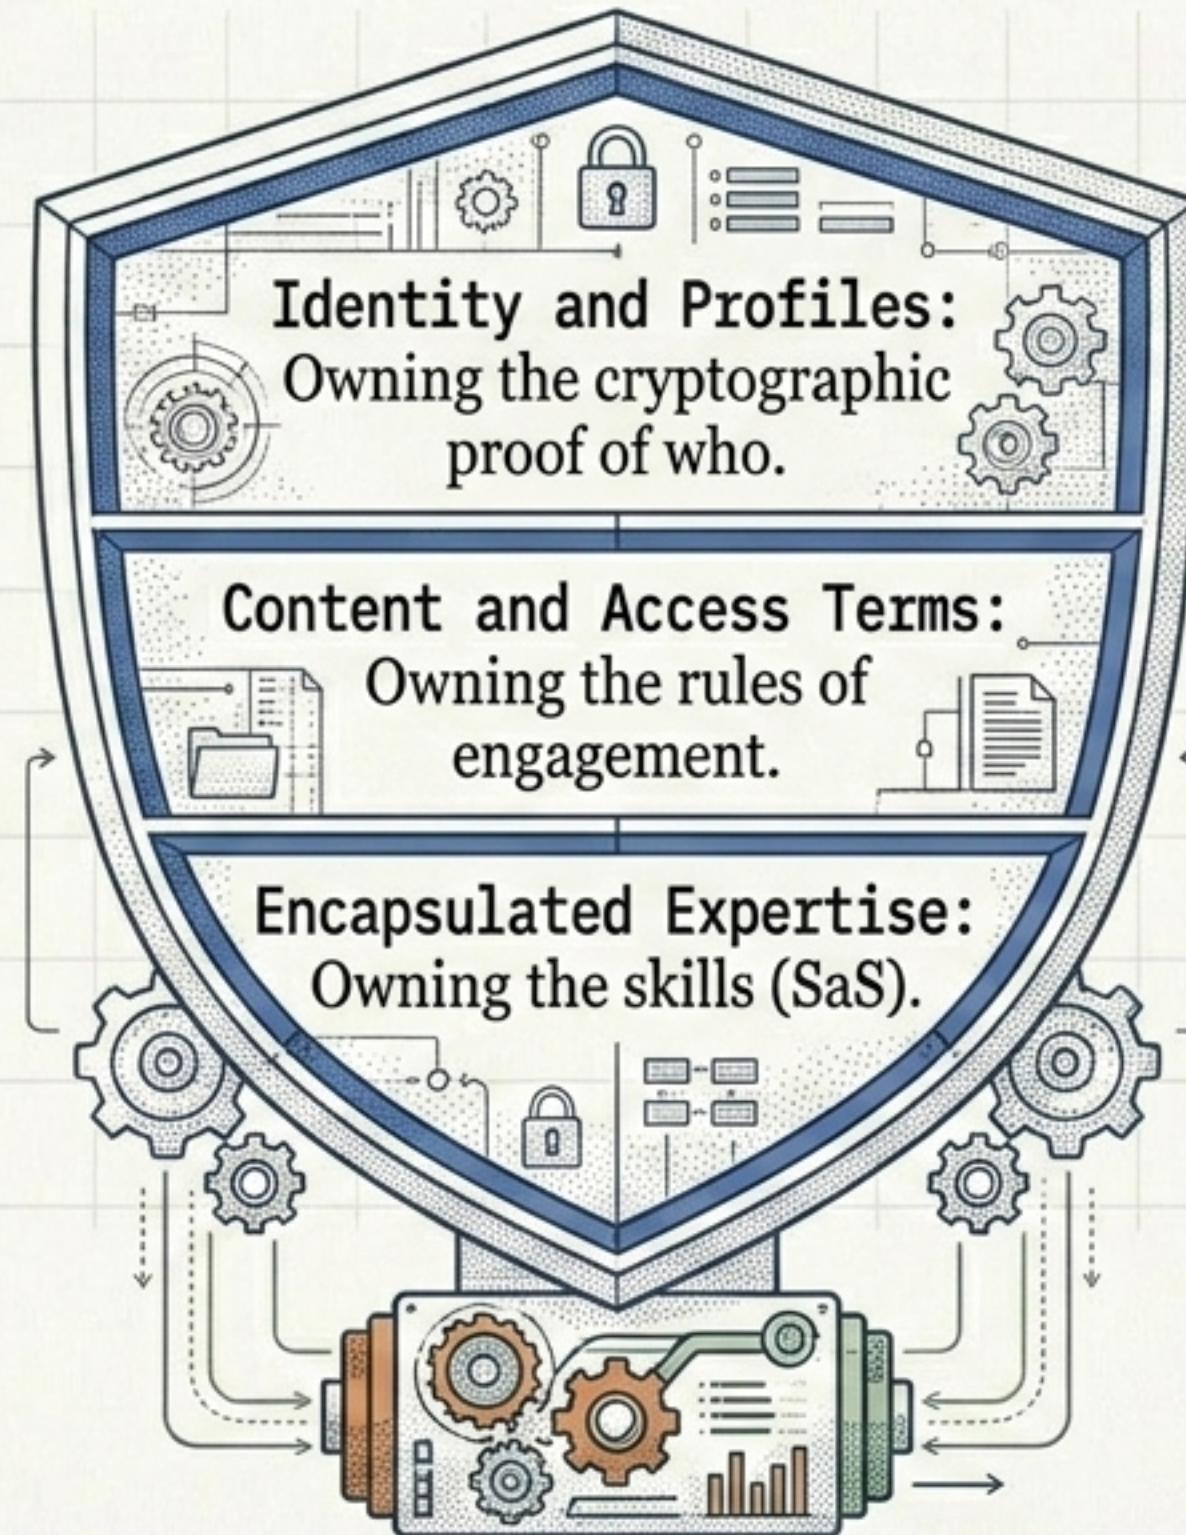 Identity and Profiles:
Owning the cryptographic
proof of who.
Content and Access Terms:
Owning the rules of
engagement.
Encapsulated Expertise:
Owning the skills (SaS).